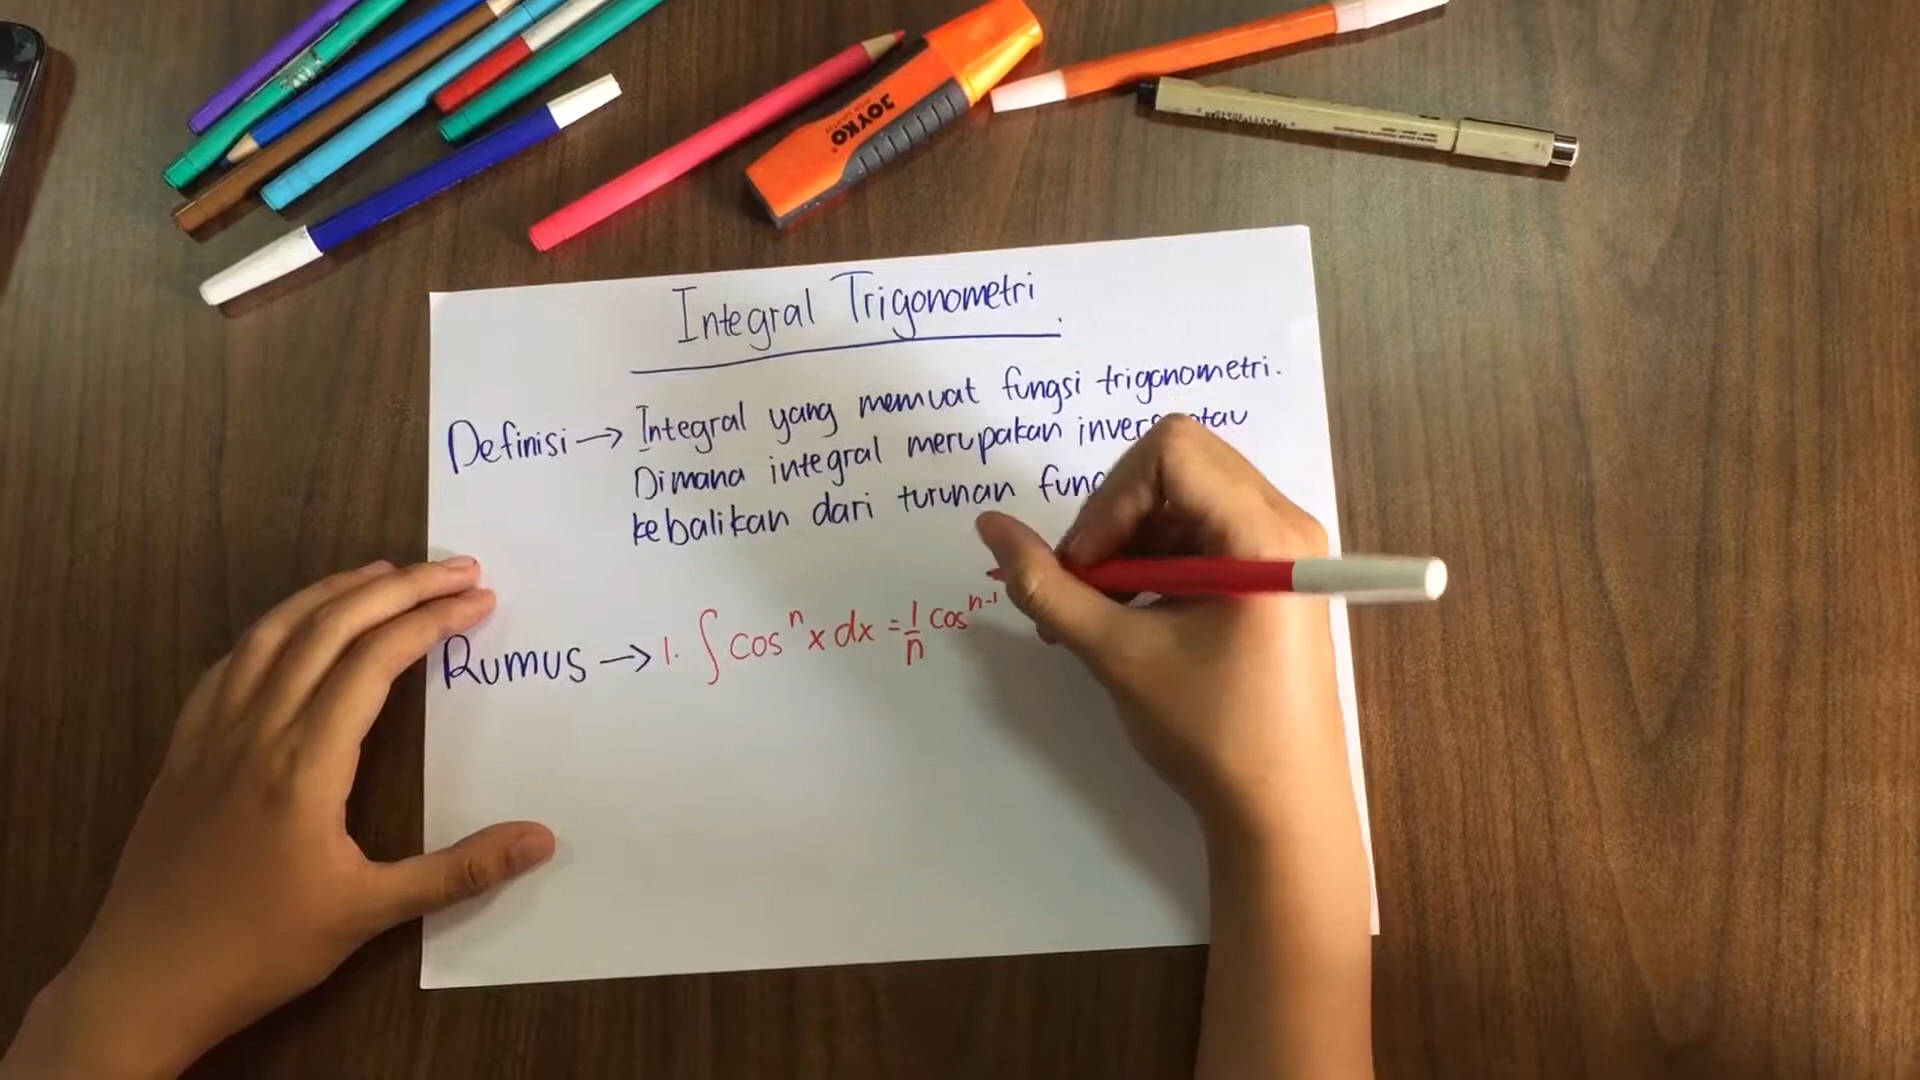 JOYKO
Integral Trigonometri.
Definisi → Integral yang memuat fungsi trigonometri.
Dimana integral merupakan invers atau
kebalikan dari turunan
Rumus → 1. ∫ cos^n x dx = 1/n cos^(n-1)